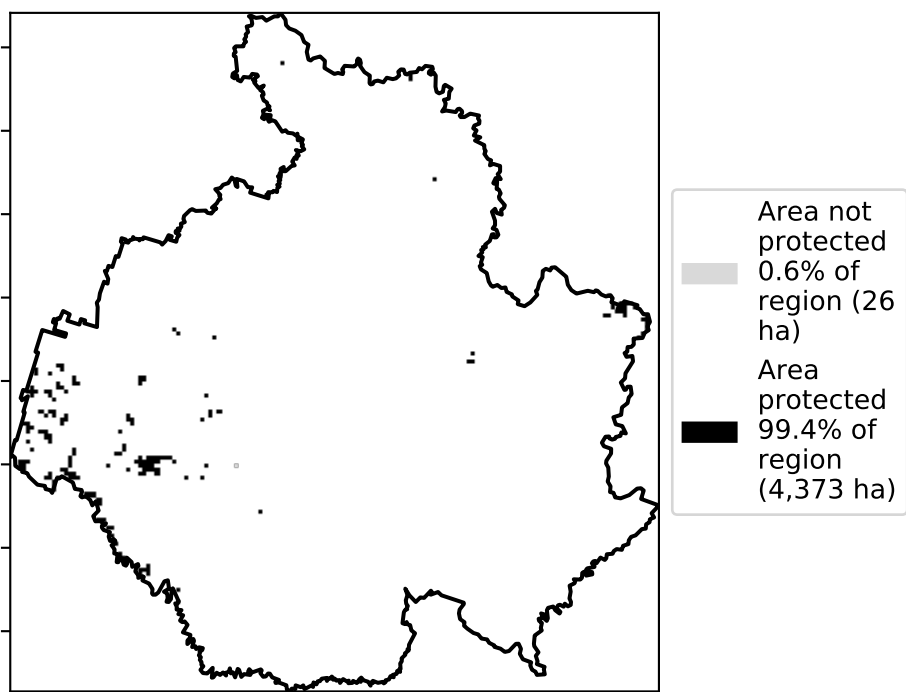 Area not
protected
0.6% of
region (26
ha)
Area
protected
99.4% of
region
(4,373 ha)